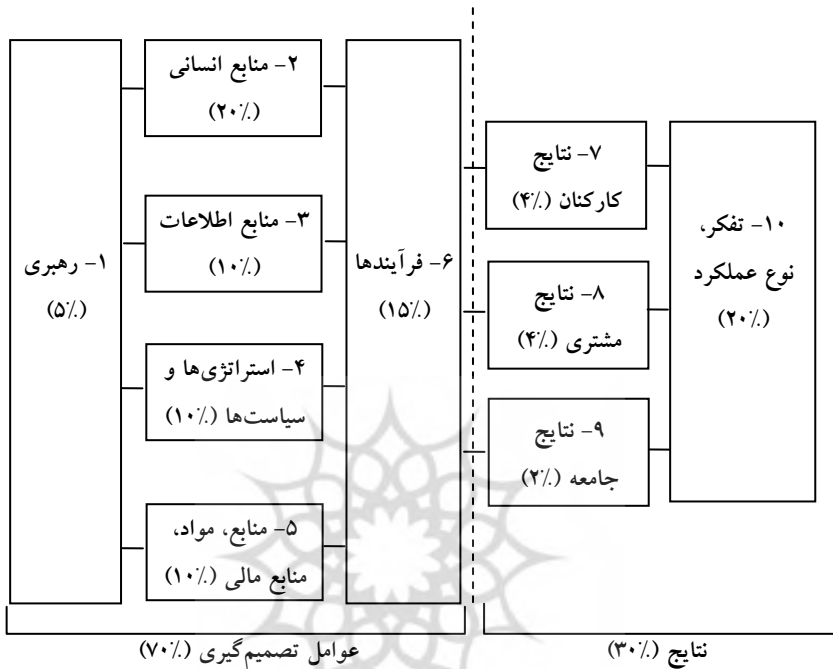 ۱- رهبری
(۵٪)
۲- منابع انسانی
(۲۰٪)
۳- منابع اطلاعات
(۱۰٪)
۴- استراتژی‌ها و
سیاست‌ها (۱۰٪)
۵- منابع، مواد،
منابع مالی (۱۰٪)
۶- فرآیندها
(۱۵٪)
۷- نتایج
کارکنان (۴٪)
۸- نتایج
مشتری (۴٪)
۹- نتایج
جامعه (۲٪)
۱۰- تفکر،
نوع عملکرد
(۲۰٪)
عوامل تصمیم‌گیری (۷۰٪)
نتایج (۳۰٪)